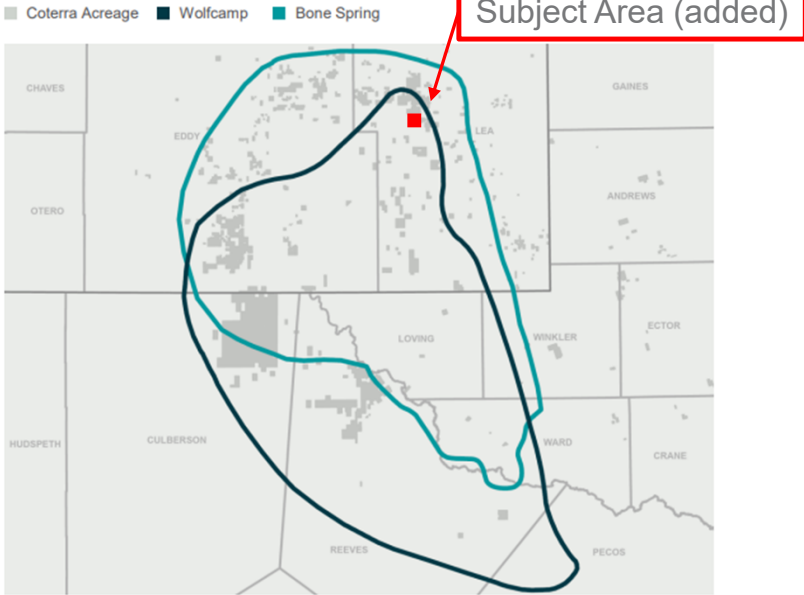 Coterra Acreage Wolfcamp Bone Spring
Subject Area (added)
CHAVES
GAINES
EDDY
LEA
OTERO
ANDREWS
LOVING
WINKLER
ECTOR
HUDSPETH
CULBERSON
WARD
CRANE
REEVES
PECOS